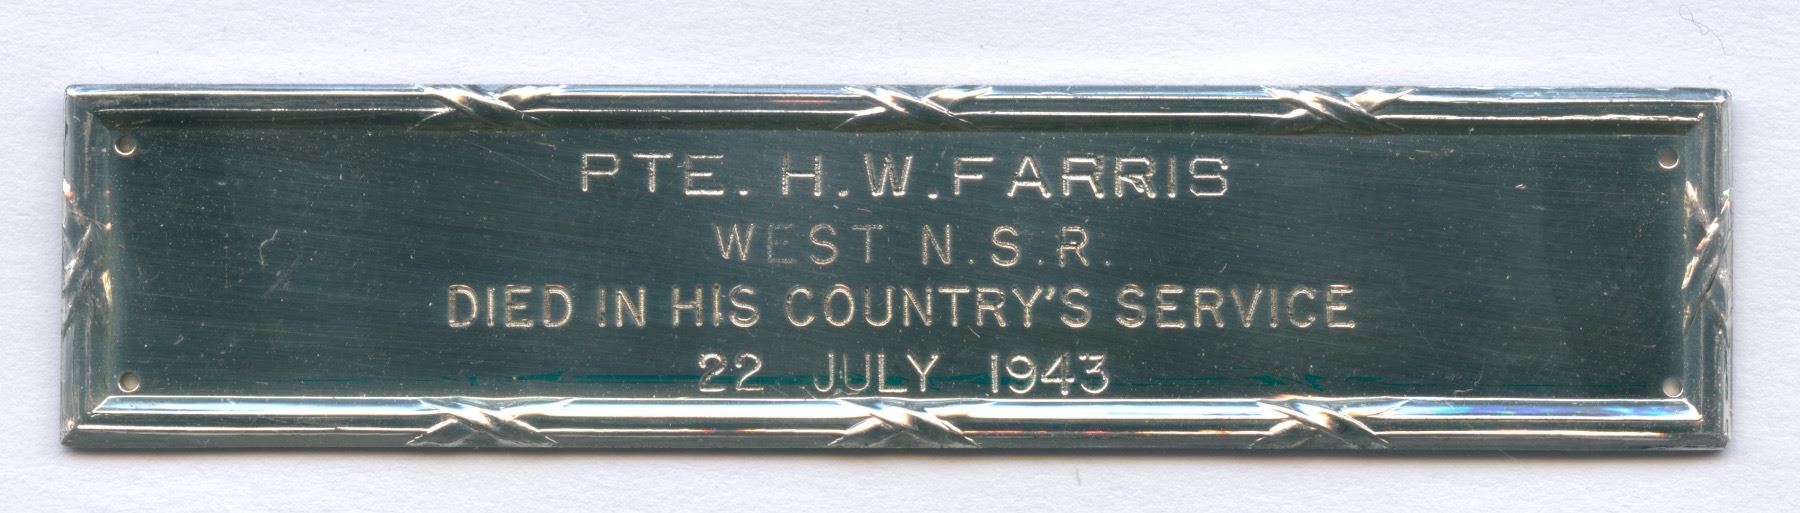 PTE. H.W. FARRIS
WEST N.S.R.
DIED IN HIS COUNTRY'S SERVICE
22 JULY 1943